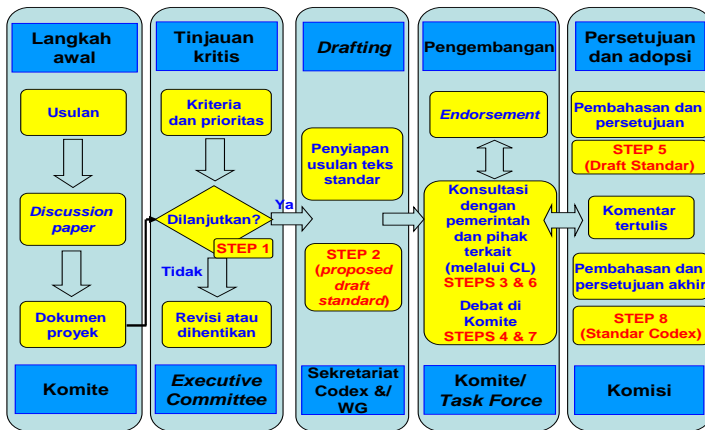 Langkah
awal
Usulan
Discussion
paper
Dokumen
proyek
Komite
Tinjauan
kritis
Kriteria
dan prioritas
Dilanjutkan?
STEP 1
Ya
Tidak
Revisi atau
dihentikan
Executive
Committee
Drafting
Penyiapan
usulan teks
standar
STEP 2
(proposed
draft
standard)
Sekretariat
Codex &/
WG
Pengembangan
Endorsement
Konsultasi
dengan
pemerintah
dan pihak
terkait
(melalui CL)
STEPS 3 & 6
Debat di
Komite
STEPS 4 & 7
Komite/
Task Force
Persetujuan
dan adopsi
Pembahasan dan
persetujuan
STEP 5
(Draft Standar)
Komentar
tertulis
Pembahasan dan
persetujuan akhir
STEP 8
(Standar Codex)
Komisi